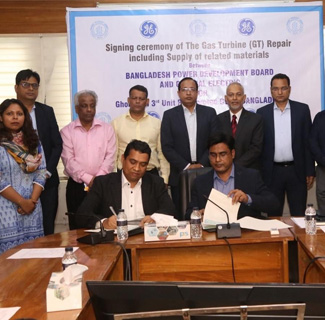 Signing ceremony of The Gas Turbine (GT) Repair
including Supply of related materials
Between
BANGLADESH POWER DEVELOPMENT BOARD
AND GENERAL ELECTRIC
3rd Unit BANGLADESH